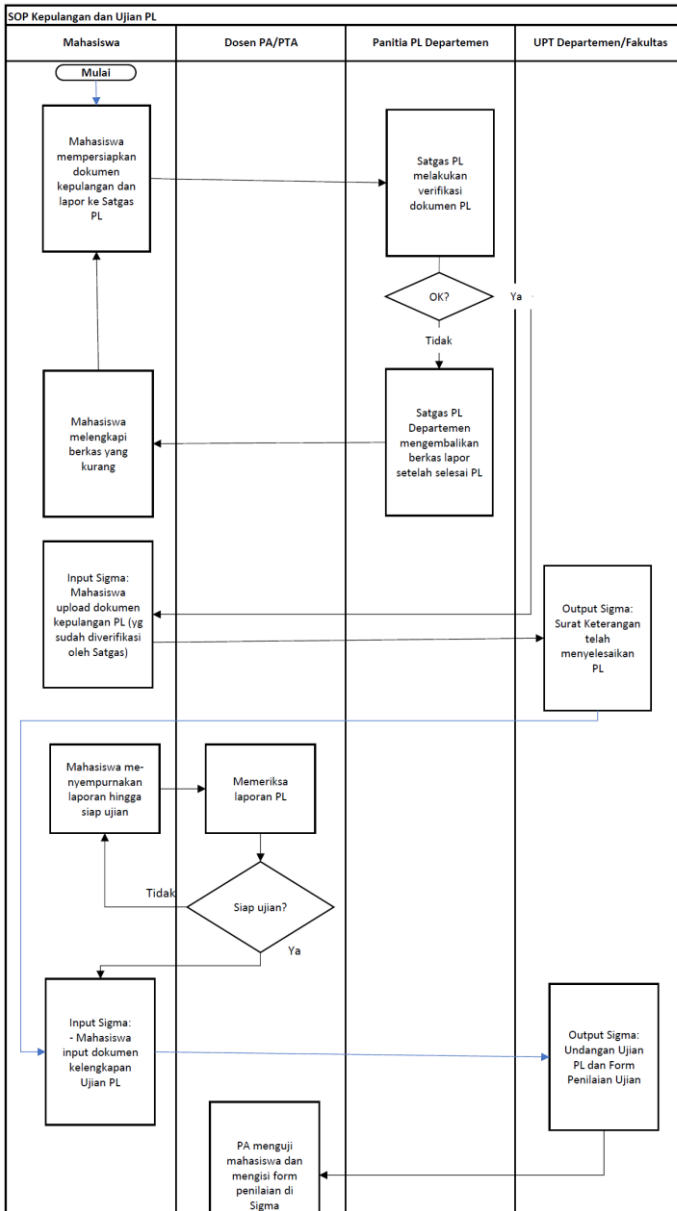 SOP Kepulangan dan Ujian PL
Mahasiswa
Dosen PA/PTA
Panitia PL Departemen
UPT Departemen/Fakultas
Mulai
Mahasiswa
mempersiapkan
dokumen
kepulangan dan
lapor ke Satgas
PL
Satgas PL
melakukan
verifikasi
dokumen PL
OK?
Ya
Tidak
Mahasiswa
melengkapi
berkas yang
kurang
Satgas PL
Departemen
mengembalikan
berkas lapor
setelah selesai PL
Input Sigma:
Mahasiswa
upload dokumen
kepulangan PL (yg
sudah diverifikasi
oleh Satgas)
Output Sigma:
Surat Keterangan
telah
menyelesaikan
PL
Mahasiswa me-
nyempurnakan
laporan hingga
siap ujian
Memeriksa
laporan PL
Tidak
Siap ujian?
Ya
Input Sigma:
- Mahasiswa
input dokumen
kelengkapan
Ujian PL
Output Sigma:
Undangan Ujian
PL dan Form
Penilaian Ujian
PA menguji
mahasiswa dan
mengisi form
penilaian di
Sigma